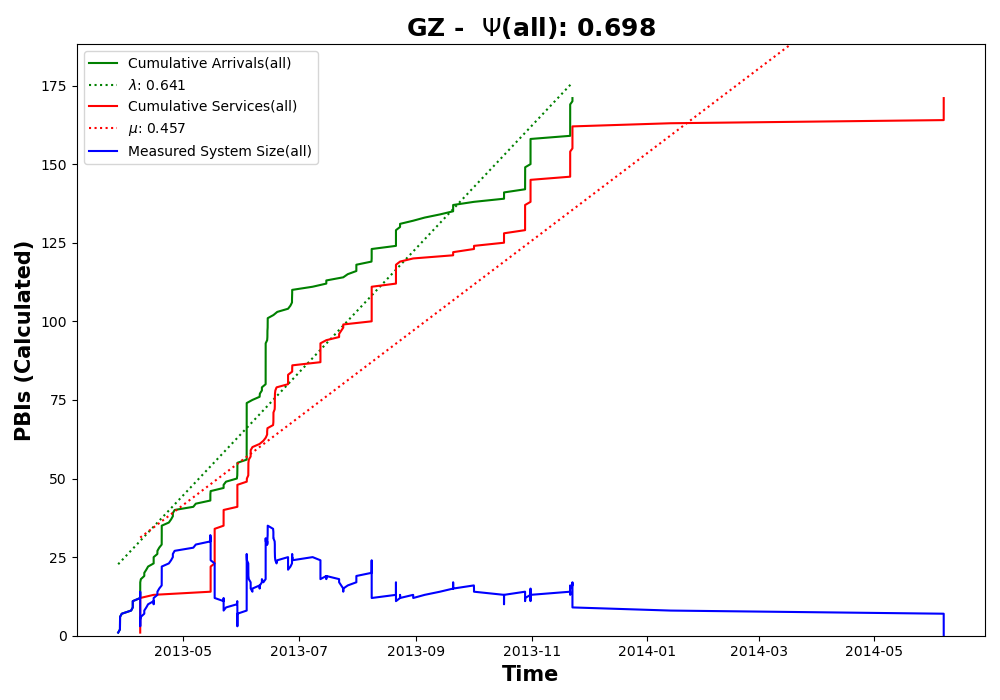 GZ -  Ψ(all): 0.698
Cumulative Arrivals(all)
λ: 0.641
Cumulative Services(all)
μ: 0.457
Measured System Size(all)
PBIs (Calculated)
175
150
125
100
75
50
25
0
2013-05 2013-07 2013-09 2013-11 2014-01 2014-03 2014-05
Time